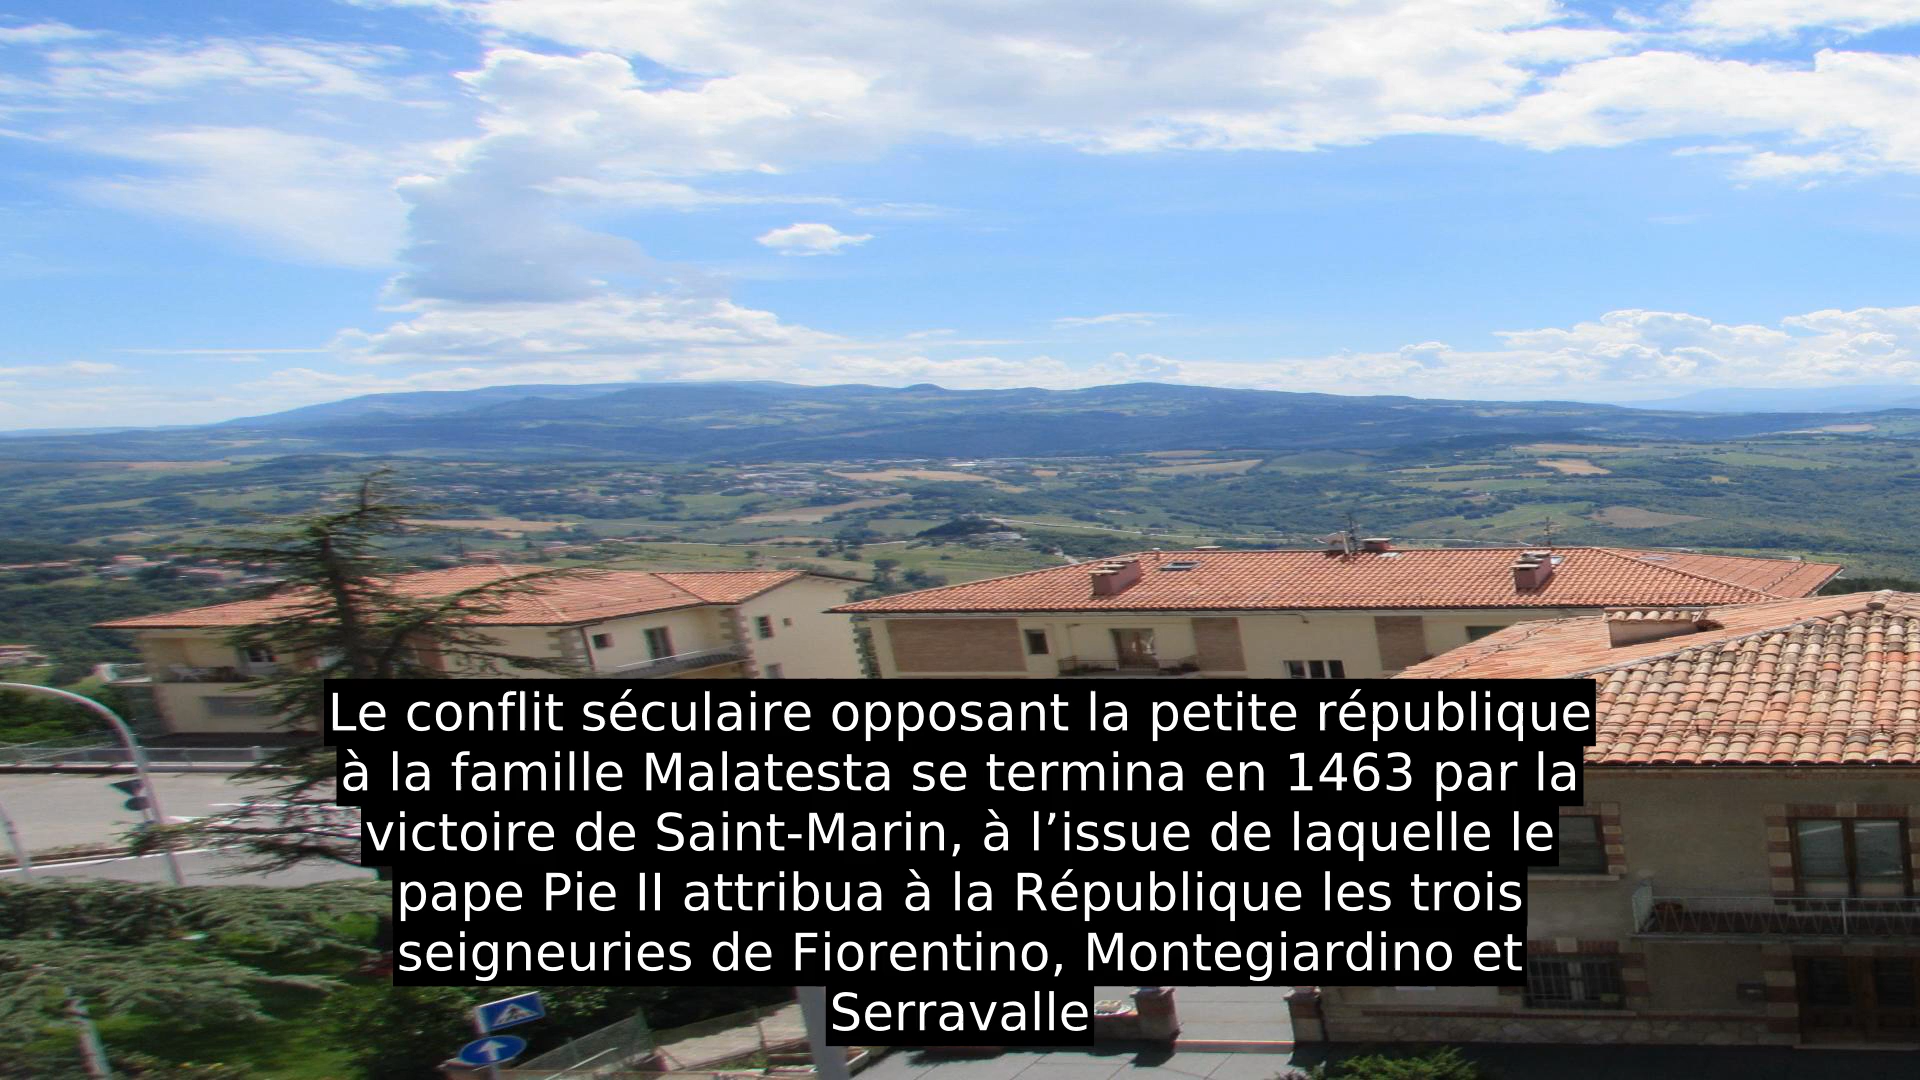 Le conflit séculaire opposant la petite république
à la famille Malatesta se termina en 1463 par la
victoire de Saint-Marin, à l’issue de laquelle le
pape Pie II attribua à la République les trois
seigneuries de Fiorentino, Montegiardino et
Serravalle